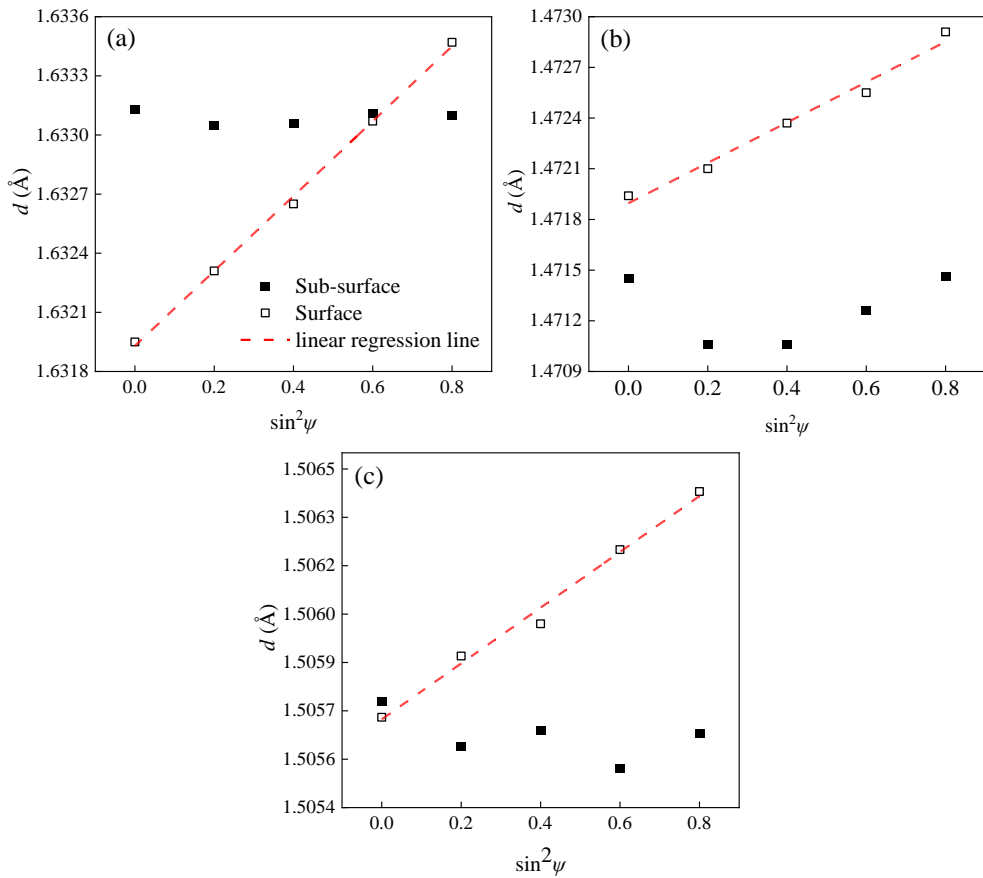 (a)
1.6336
1.6333
1.6330
1.6327
1.6324
1.6321
1.6318
d (Å)
Sub-surface
Surface
linear regression line
0.0 0.2 0.4 0.6 0.8
sin²ψ
(b)
1.4730
1.4727
1.4724
1.4721
1.4718
1.4715
1.4712
1.4709
d (Å)
0.0 0.2 0.4 0.6 0.8
sin²ψ
(c)
1.5065
1.5063
1.5062
1.5060
1.5059
1.5057
1.5056
1.5054
d (Å)
0.0 0.2 0.4 0.6 0.8
sin²ψ